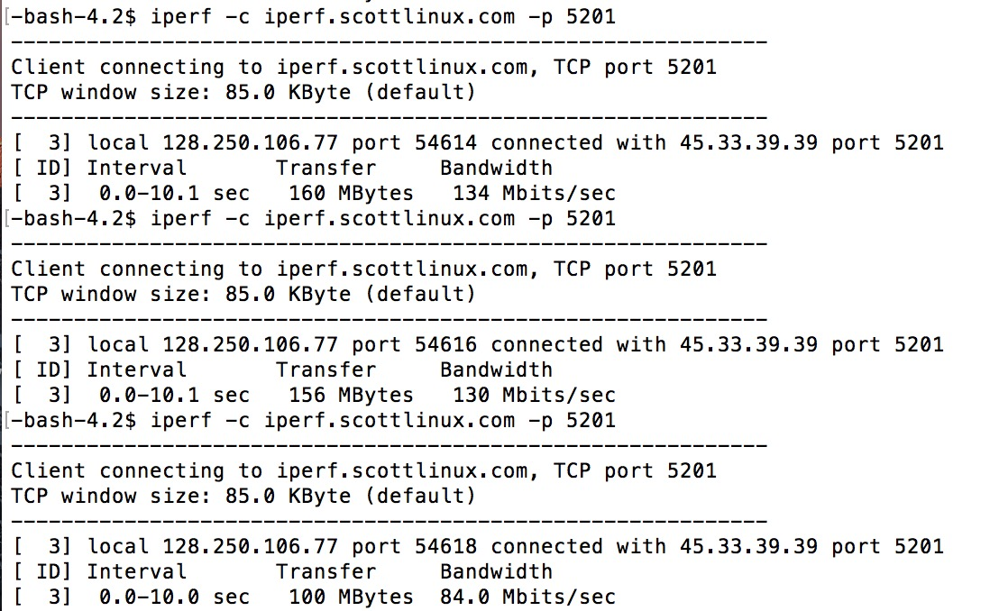 [-bash-4.2$ iperf -c iperf.scottlinux.com -p 5201
------------------------------------------------------------
Client connecting to iperf.scottlinux.com, TCP port 5201
TCP window size: 85.0 KByte (default)
------------------------------------------------------------
[  3] local 128.250.106.77 port 54614 connected with 45.33.39.39 port 5201
[ ID] Interval       Transfer     Bandwidth
[  3]  0.0-10.1 sec   160 MBytes   134 Mbits/sec
[-bash-4.2$ iperf -c iperf.scottlinux.com -p 5201
------------------------------------------------------------
Client connecting to iperf.scottlinux.com, TCP port 5201
TCP window size: 85.0 KByte (default)
------------------------------------------------------------
[  3] local 128.250.106.77 port 54616 connected with 45.33.39.39 port 5201
[ ID] Interval       Transfer     Bandwidth
[  3]  0.0-10.1 sec   156 MBytes   130 Mbits/sec
[-bash-4.2$ iperf -c iperf.scottlinux.com -p 5201
------------------------------------------------------------
Client connecting to iperf.scottlinux.com, TCP port 5201
TCP window size: 85.0 KByte (default)
------------------------------------------------------------
[  3] local 128.250.106.77 port 54618 connected with 45.33.39.39 port 5201
[ ID] Interval       Transfer     Bandwidth
[  3]  0.0-10.0 sec   100 MBytes  84.0 Mbits/sec